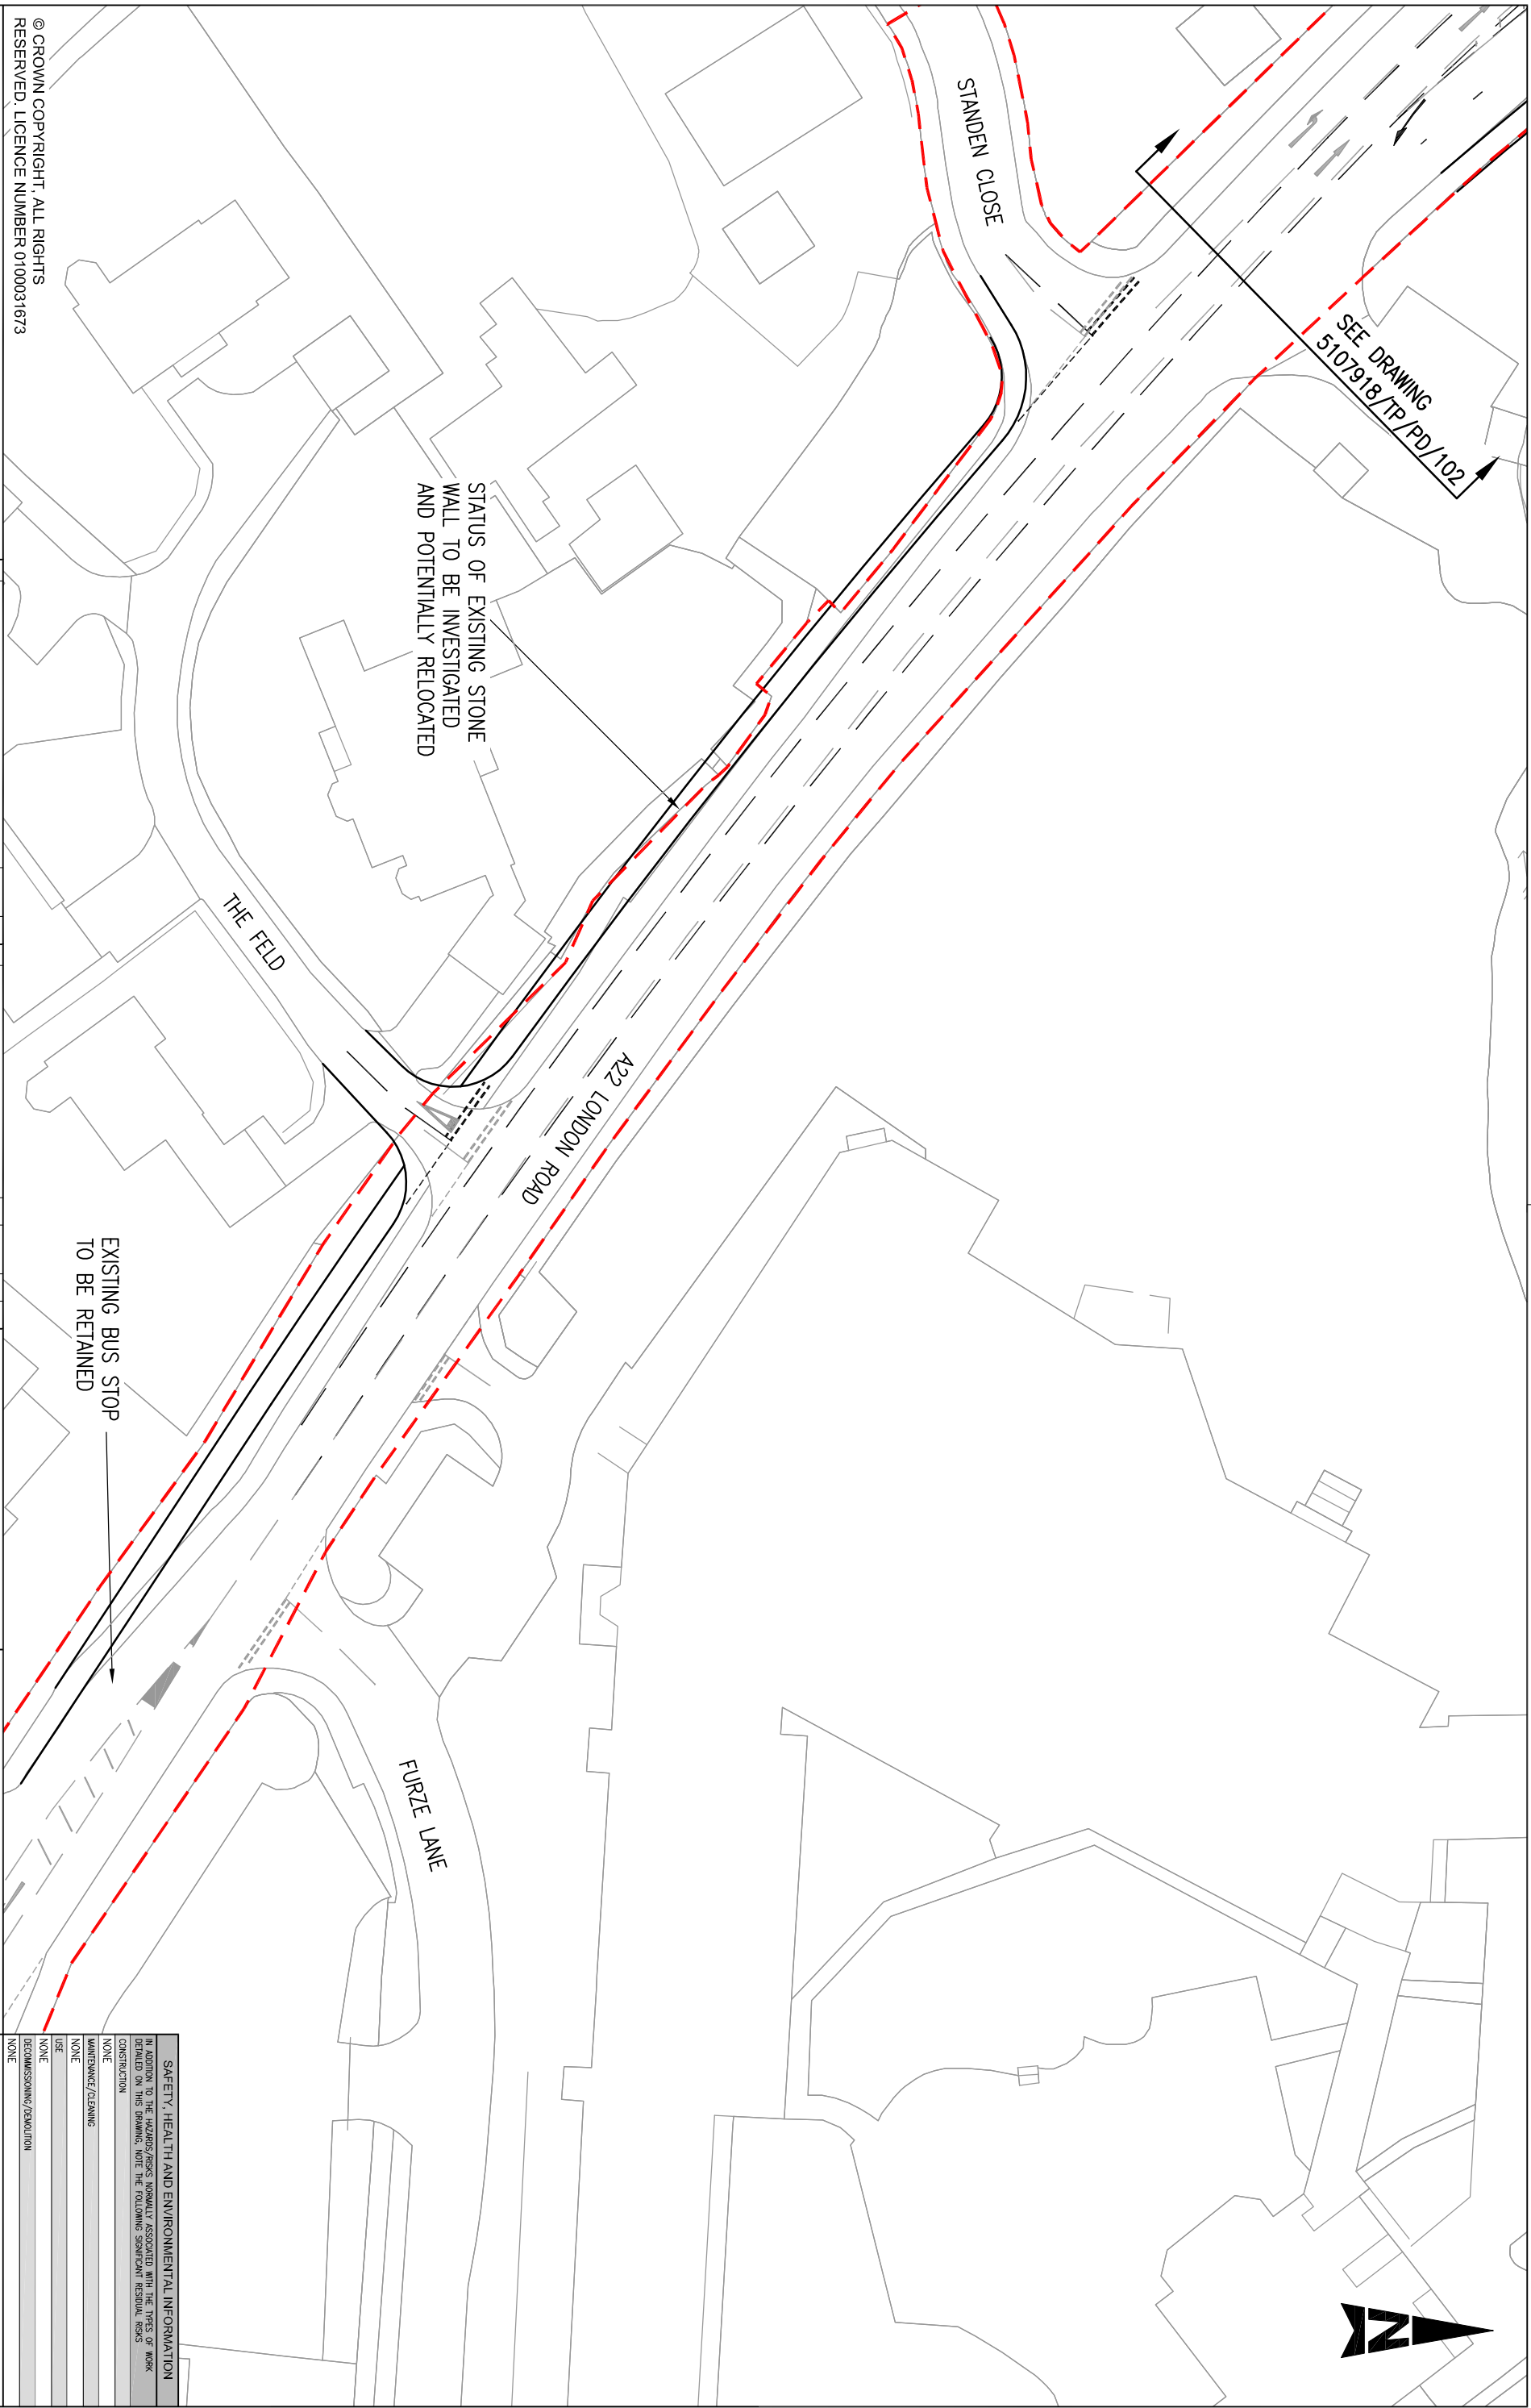 SEE DRAWING
5107918/TP/PD/102
STANDEN CLOSE
STATUS OF EXISTING STONE
WALL TO BE INVESTIGATED
AND POTENTIALLY RELOCATED
A22 LONDON ROAD
THE FELD
FURZE LANE
EXISTING BUS STOP
TO BE RETAINED
© CROWN COPYRIGHT, ALL RIGHTS
RESERVED. LICENCE NUMBER 0100031673
N
SAFETY, HEALTH AND ENVIRONMENTAL INFORMATION
IN ADDITION TO THE HAZARDS/RISKS NORMALLY ASSOCIATED WITH THE TYPES OF WORK
DETAILED ON THIS DRAWING, NOTE THE FOLLOWING SIGNIFICANT RESIDUAL RISKS
CONSTRUCTION
NONE
MAINTENANCE/CLEANING
NONE
USE
NONE
DECOMMISSIONING/DEMOLITION
NONE